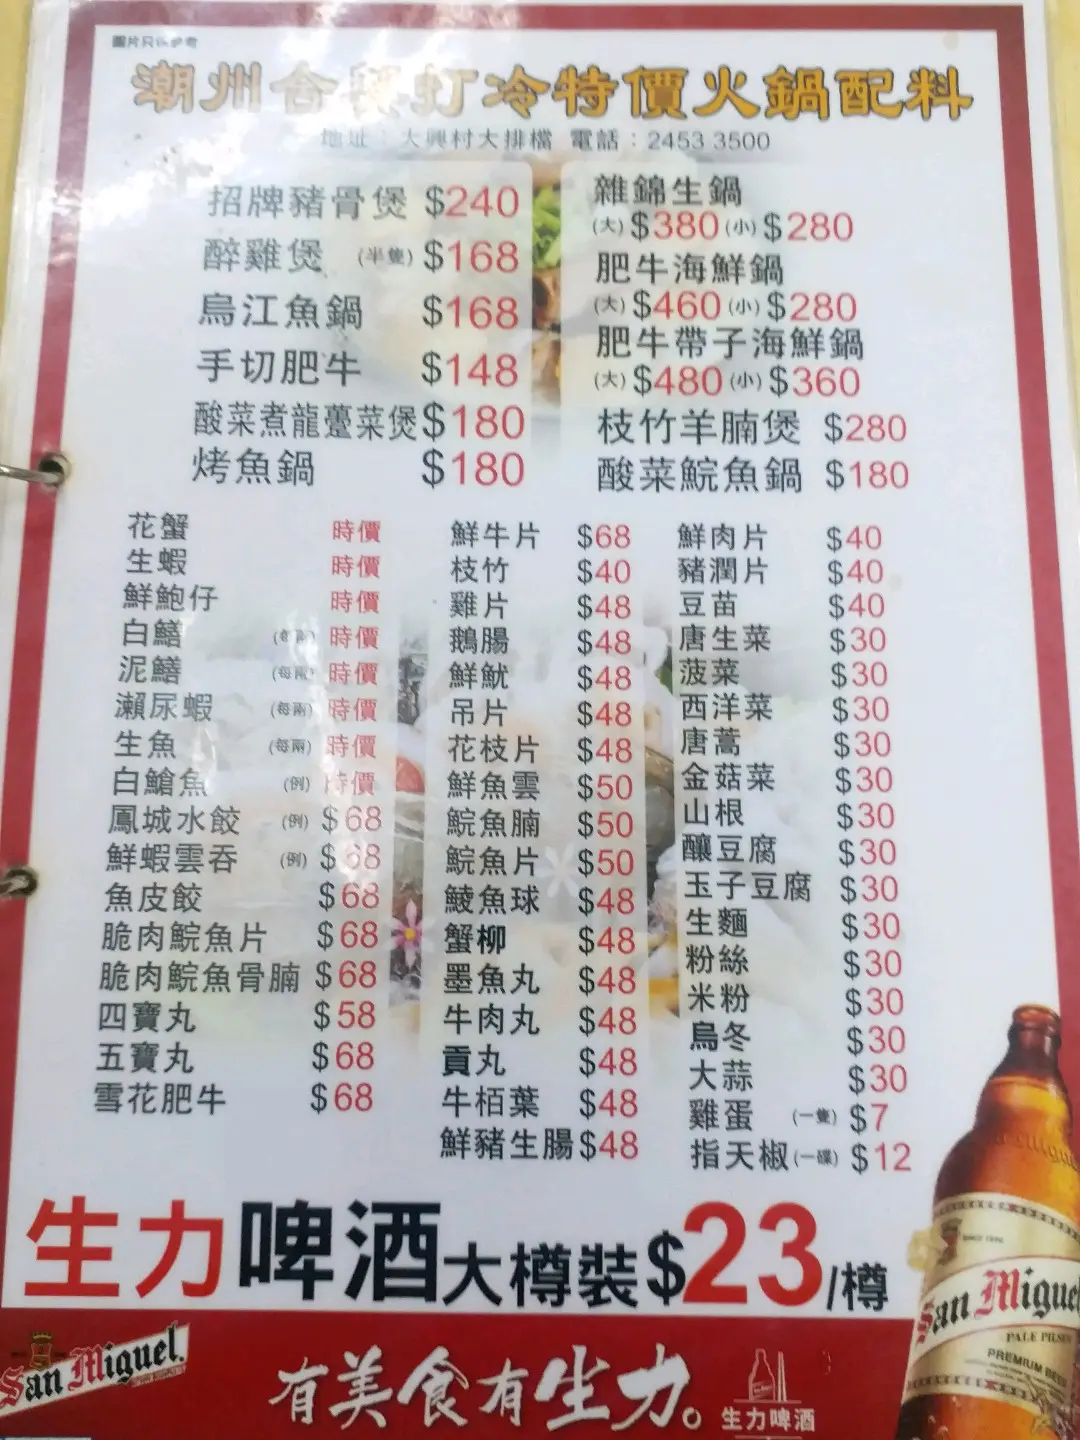 圖片只供參考
潮州合興打冷特價火鍋配料
地址：大興村大排檔 電話：2453 3500
招牌豬骨煲 $240
醉雞煲 (半隻) $168
烏江魚鍋 $168
手切肥牛 $148
酸菜煮龍躉菜煲 $180
烤魚鍋 $180
雜錦生鍋
(大) $380 (小) $280
肥牛海鮮鍋
(大) $460 (小) $280
肥牛帶子海鮮鍋
(大) $480 (小) $360
枝竹羊腩煲 $280
酸菜鯇魚鍋 $180
花蟹 時價
生蝦 時價
鮮鮑仔 時價
白鱔 (每兩) 時價
泥鱔 (每兩) 時價
瀨尿蝦 (每兩) 時價
生魚 (每兩) 時價
白鱠魚 (例) 時價
鳳城水餃 (例) $68
鮮蝦雲吞 (例) $68
魚皮餃 $68
脆肉鯇魚片 $68
脆肉鯇魚骨腩 $68
四寶丸 $58
五寶丸 $68
雪花肥牛 $68
鮮牛片 $68
枝竹 $40
雞片 $48
鵝腸 $48
鮮魷 $48
吊片 $48
花枝片 $48
鮮魚雲 $50
鯇魚腩 $50
鯇魚片 $50
鯪魚球 $48
蟹柳 $48
墨魚丸 $48
牛肉丸 $48
貢丸 $48
牛栢葉 $48
鮮豬生腸 $48
鮮肉片 $40
豬潤片 $40
豆苗 $40
唐生菜 $30
菠菜 $30
西洋菜 $30
唐蒿 $30
金菇菜 $30
山根 $30
釀豆腐 $30
玉子豆腐 $30
生麵 $30
粉絲 $30
米粉 $30
烏冬 $30
大蒜 $30
雞蛋 (一隻) $7
指天椒 (一碟) $12
生力啤酒大樽裝$23/樽
San Miguel
有美食有生力。
生力啤酒
SINCE 1890
San Miguel
PALE PILSEN
PREMIUM BEER